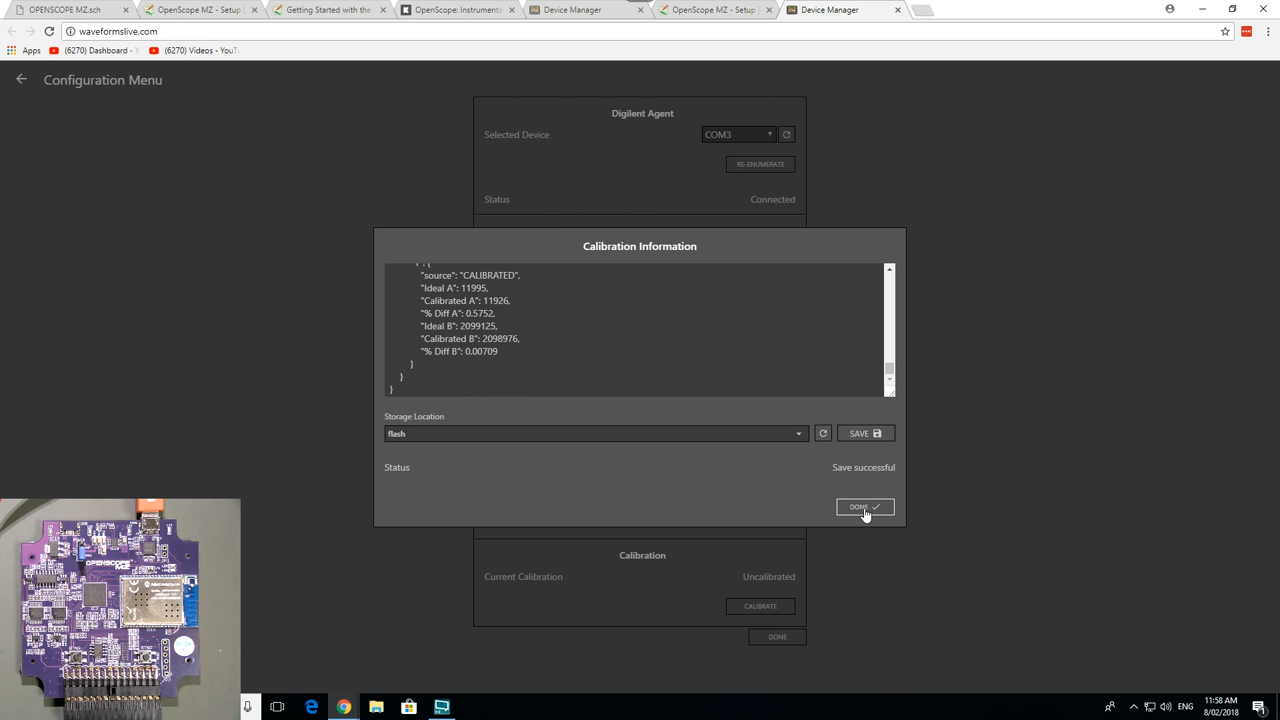 OPENSCOPE MZ.sch
OpenScope MZ - Setup
Getting Started with the
OpenScope: Instrumenta
Device Manager
OpenScope MZ - Setup
Device Manager
waveformslive.com
Apps
(6270) Dashboard - Y
(6270) Videos - YouT
Configuration Menu
Digilent Agent
Selected Device
COM3
RE-ENUMERATE
Status
Connected
Calibration Information
"source": "CALIBRATED",
"Ideal A": 11995,
"Calibrated A": 11926,
"% Diff A": 0.5752,
"Ideal B": 2099125,
"Calibrated B": 2098976,
"% Diff B": 0.00709
}
}
}
Storage Location
flash
SAVE
Status
Save successful
DONE
Calibration
Current Calibration
Uncalibrated
CALIBRATE
DONE
OPENSCOPE
ENG
11:58 AM
8/02/2018